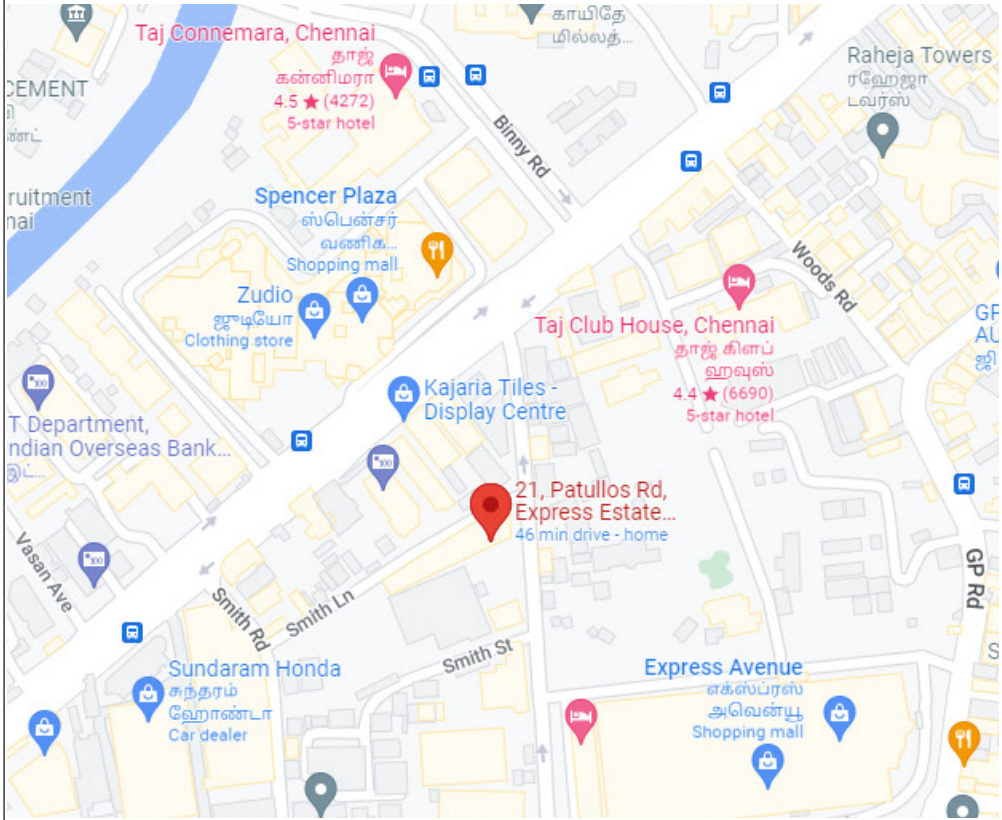 Taj Connemara, Chennai
தாஜ்
கன்னிமரா
4.5 ★ (4272)
5-star hotel
காயிதே
மில்லத்...
Raheja Towers
ரஹேஜா
டவர்ஸ்
CEMENT
ruitment
nai
Binny Rd
Spencer Plaza
ஸ்பென்சர்
வணிக...
Shopping mall
Zudio
ஜுடியோ
Clothing store
Woods Rd
Taj Club House, Chennai
தாஜ் கிளப்
ஹவுஸ்
4.4 ★ (6690)
5-star hotel
GP
AU
ஜி
Kajaria Tiles -
Display Centre
T Department,
ndian Overseas Bank...
இட்...
21, Patullos Rd,
Express Estate...
46 min drive - home
Vasan Ave
Smith Rd
Smith Ln
Smith St
GP Rd
Sundaram Honda
சுந்தரம்
ஹோண்டா
Car dealer
Express Avenue
எக்ஸ்பிரஸ்
அவென்யூ
Shopping mall
S